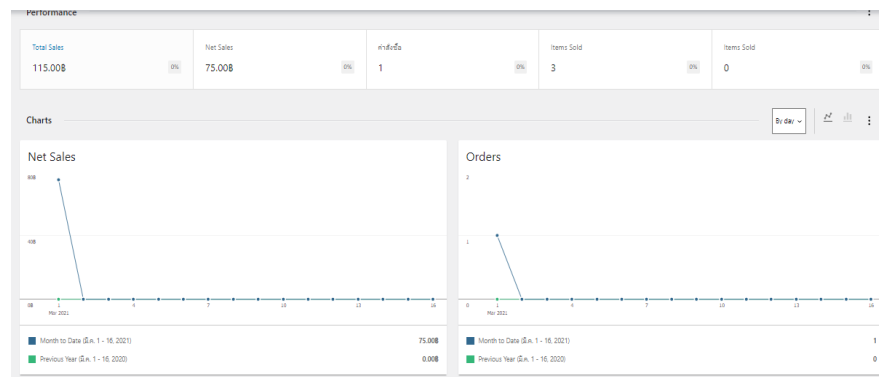 Performance
Total Sales
115.00฿ 0%
Net Sales
75.00฿ 0%
คำสั่งซื้อ
1 0%
Items Sold
3 0%
Items Sold
0 0%
Charts
By day
Net Sales
80฿
40฿
0฿
1 4 7 10 13 16
Mar 2021
Month to Date (มี.ค. 1 - 16, 2021) 75.00฿
Previous Year (มี.ค. 1 - 16, 2020) 0.00฿
Orders
2
1
0
1 4 7 10 13 16
Mar 2021
Month to Date (มี.ค. 1 - 16, 2021) 1
Previous Year (มี.ค. 1 - 16, 2020) 0